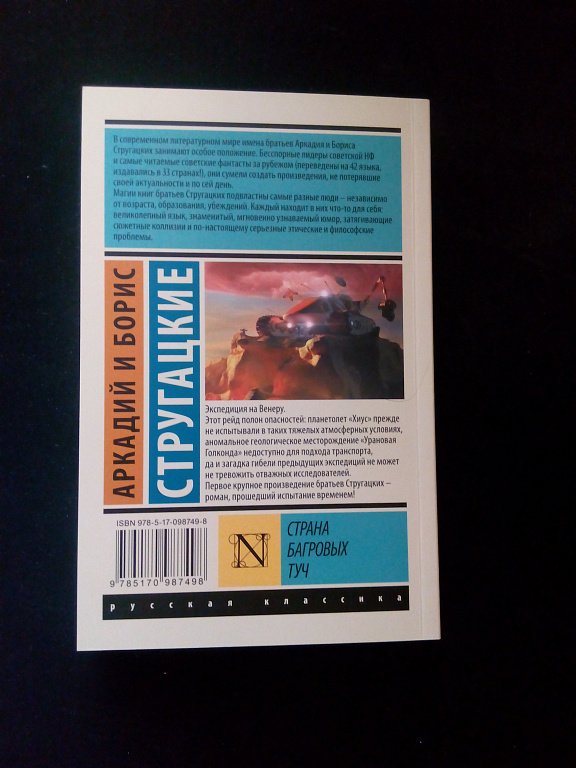 В современном литературном мире имена братьев Аркадия и Бориса
Стругацких занимают особое положение. Бесспорные лидеры советской НФ
и самые читаемые советские фантасты за рубежом (переведены на 42 языка,
издавались в 33 странах!), они сумели создать произведения, не потерявшие
своей актуальности и по сей день.
Магии книг братьев Стругацких подвластны самые разные люди – независимо
от возраста, образования, убеждений. Каждый находит в них что-то для себя:
великолепный язык, знаменитый, мгновенно узнаваемый юмор, затягивающие
сюжетные коллизии и по-настоящему серьезные этические и философские
проблемы.
АРКАДИЙ И БОРИС
СТРУГАЦКИЕ
Экспедиция на Венеру.
Этот рейд полон опасностей: планетолет «Хиус» прежде
не испытывали в таких тяжелых атмосферных условиях,
аномальное геологическое месторождение «Урановая
Голконда» недоступно для подхода транспорта,
да и загадка гибели предыдущих экспедиций не может
не тревожить отважных исследователей.
Первое крупное произведение братьев Стругацких –
роман, прошедший испытание временем!
ISBN 978-5-17-098749-8
9 785170 987498
N
СТРАНА
БАГРОВЫХ
ТУЧ
русская классика